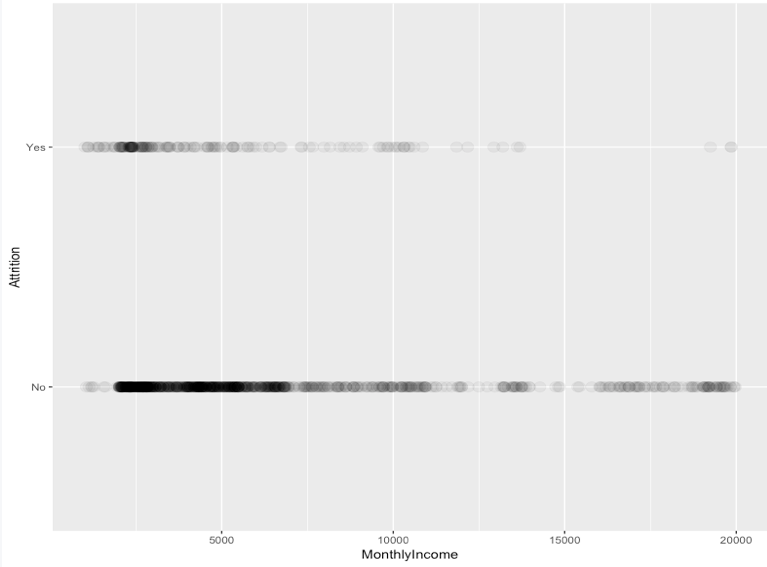 Yes
Attrition
No
5000
10000
15000
20000
MonthlyIncome